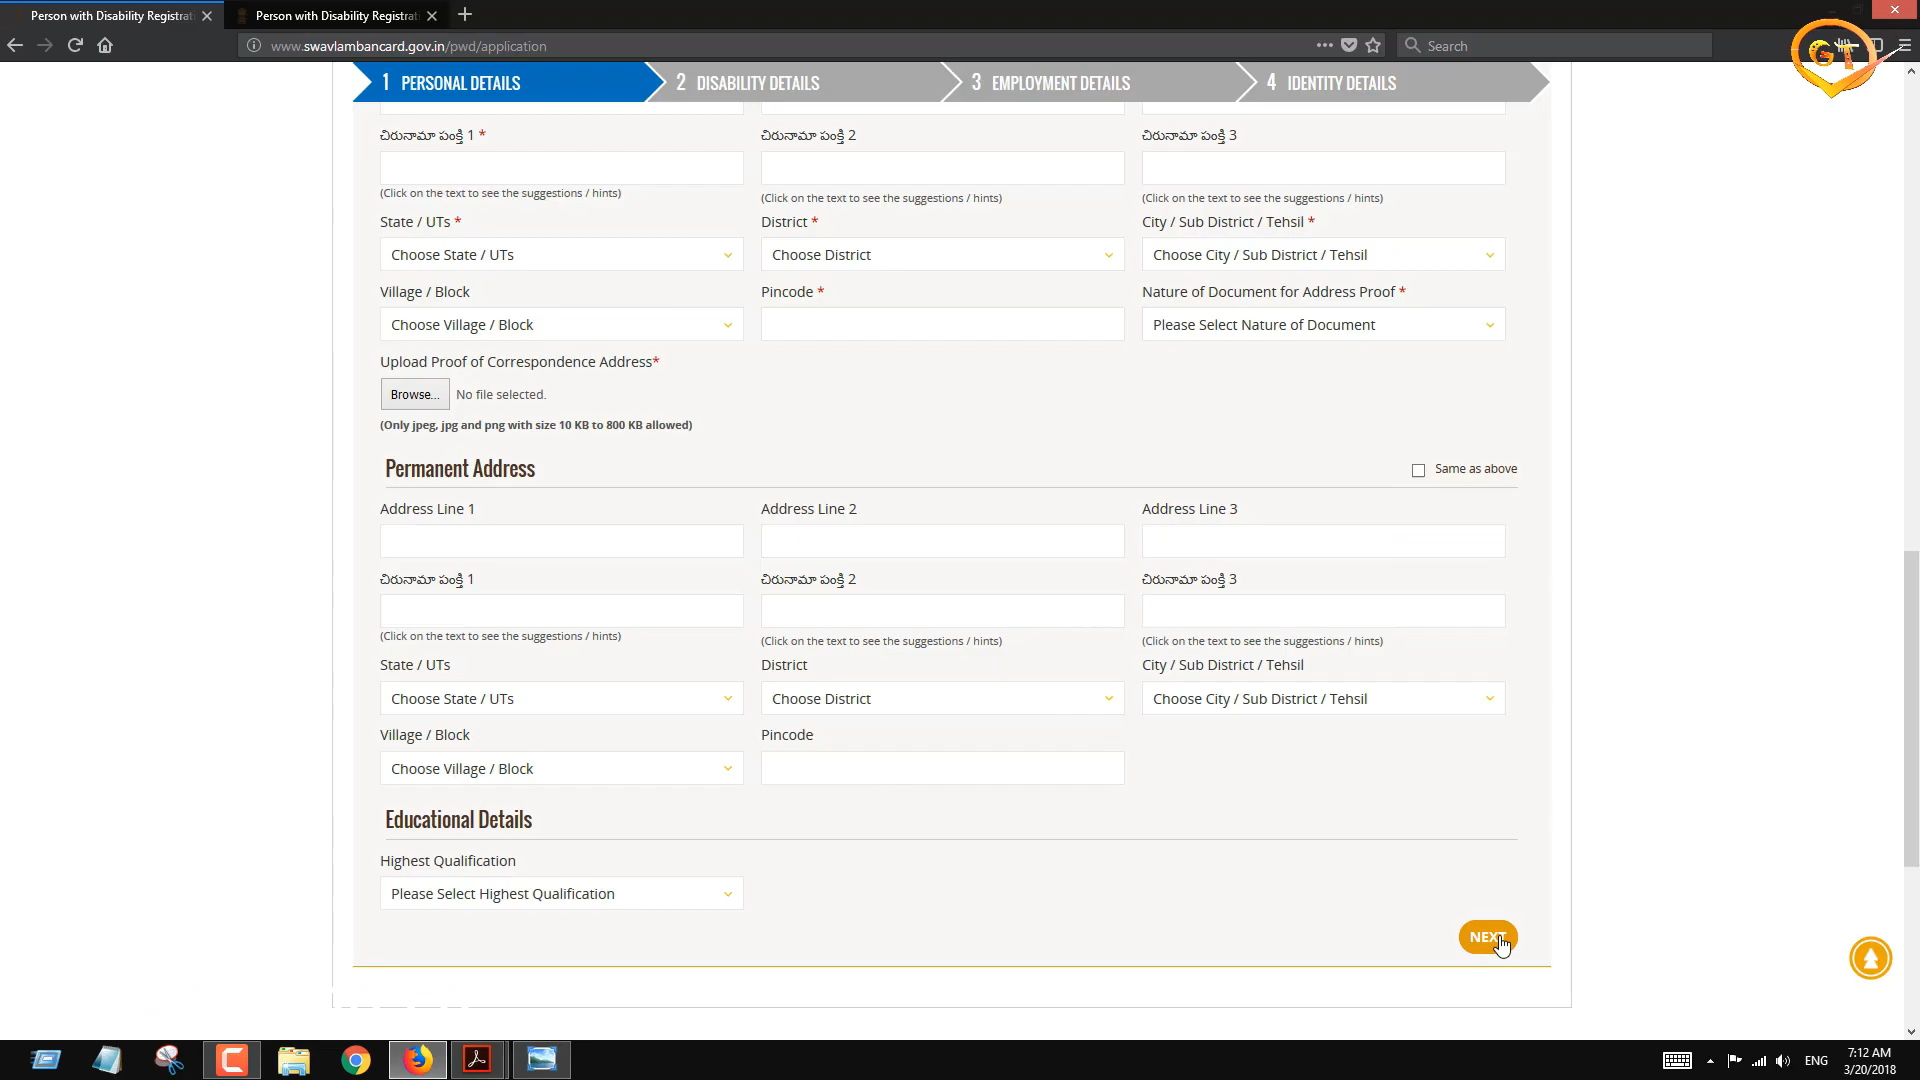 Person with Disability Registrat
Person with Disability Registrat
www.swavlambancard.gov.in/pwd/application
Search
GT
1 PERSONAL DETAILS
2 DISABILITY DETAILS
3 EMPLOYMENT DETAILS
4 IDENTITY DETAILS
చిరునామా పంక్తి 1 *
చిరునామా పంక్తి 2
చిరునామా పంక్తి 3
(Click on the text to see the suggestions / hints)
(Click on the text to see the suggestions / hints)
(Click on the text to see the suggestions / hints)
State / UTs *
District *
City / Sub District / Tehsil *
Choose State / UTs
Choose District
Choose City / Sub District / Tehsil
Village / Block
Pincode *
Nature of Document for Address Proof *
Choose Village / Block
Please Select Nature of Document
Upload Proof of Correspondence Address*
Browse... No file selected.
(Only jpeg, jpg and png with size 10 KB to 800 KB allowed)
Permanent Address
Same as above
Address Line 1
Address Line 2
Address Line 3
చిరునామా పంక్తి 1
చిరునామా పంక్తి 2
చిరునామా పంక్తి 3
(Click on the text to see the suggestions / hints)
(Click on the text to see the suggestions / hints)
(Click on the text to see the suggestions / hints)
State / UTs
District
City / Sub District / Tehsil
Choose State / UTs
Choose District
Choose City / Sub District / Tehsil
Village / Block
Pincode
Choose Village / Block
Educational Details
Highest Qualification
Please Select Highest Qualification
NEXT
ENG
7:12 AM
3/20/2018